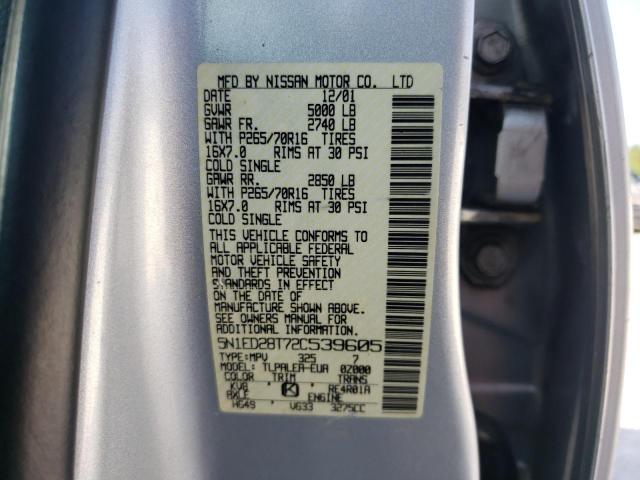 MFD BY NISSAN MOTOR CO. LTD
DATE 12/01
GVWR 5000 LB
GAWR FR. 2740 LB
WITH P265/70R16 TIRES
16X7.0 RIMS AT 30 PSI
COLD SINGLE
GAWR RR. 2850 LB
WITH P265/70R16 TIRES
16X7.0 RIMS AT 30 PSI
COLD SINGLE
THIS VEHICLE CONFORMS TO
ALL APPLICABLE FEDERAL
MOTOR VEHICLE SAFETY
AND THEFT PREVENTION
STANDARDS IN EFFECT
ON THE DATE OF
MANUFACTURE SHOWN ABOVE.
SEE OWNERS MANUAL FOR
ADDITIONAL INFORMATION
5N1ED28T72C539605
TYPE:MPV 325 7
MODEL: TLPALEA-EUA 0Z000
COLOR TRIM TRANS
KV8 K RE4R01A
AXLE ENGINE
HG49 VG33 3275CC